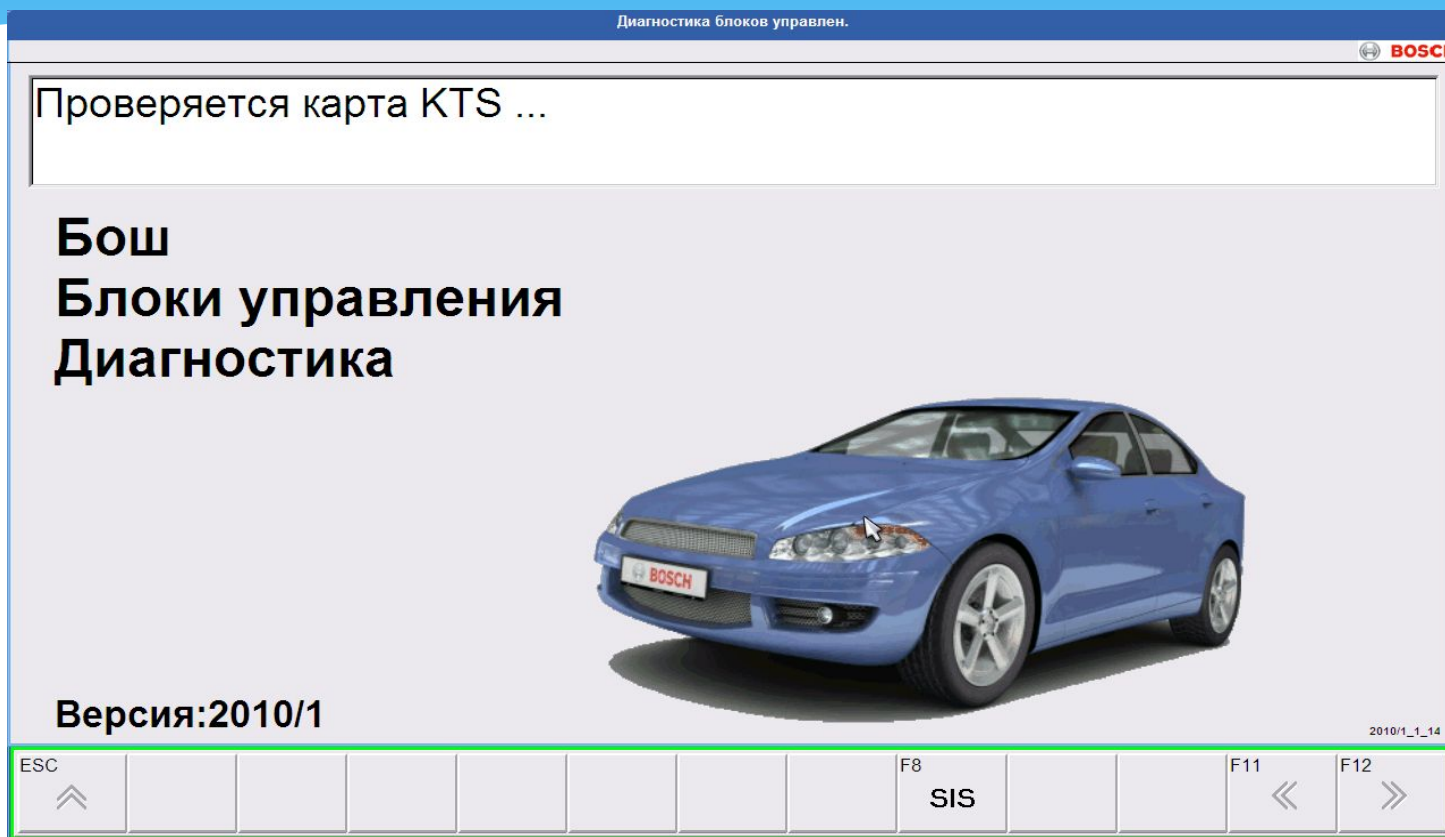 Диагностика блоков управлен.
BOSCH
Проверяется карта KTS ...
Бош
Блоки управления
Диагностика
BOSCH
Версия:2010/1
2010/1_1_14
ESC
F8
SIS
F11
F12